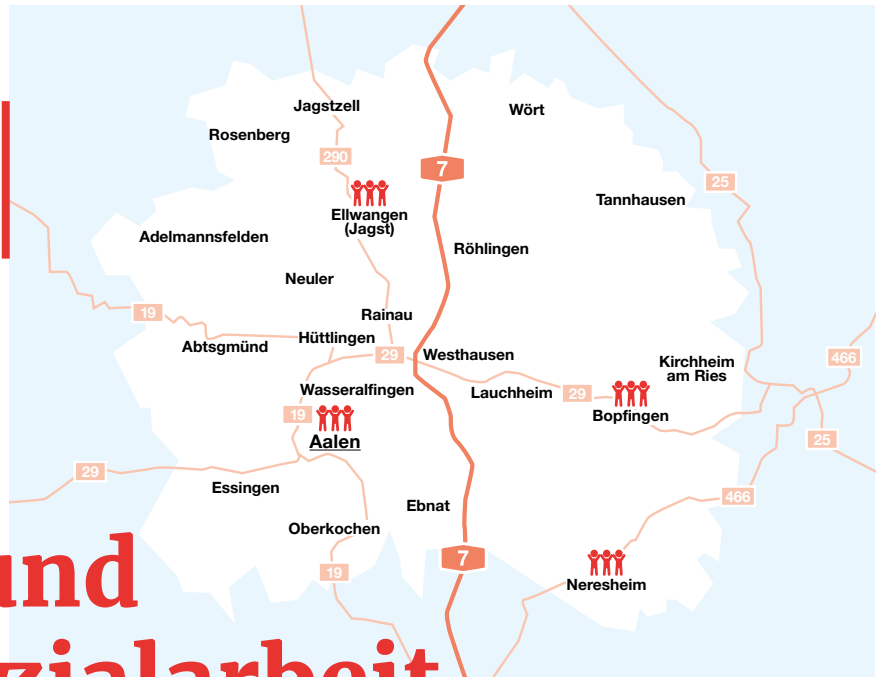 Jagstzell
Wört
Rosenberg
290
7
25
Ellwangen
(Jagst)
Tannhausen
Adelmannsfelden
Röhlingen
Neuler
19
Rainau
Hüttlingen
Abtsgmünd
29
Westhausen
466
Kirchheim
am Ries
Wasseralfingen
Lauchheim
29
19
Bopfingen
Aalen
25
29
Essingen
466
Ebnat
Oberkochen
7
19
Neresheim
und
zialarbeit